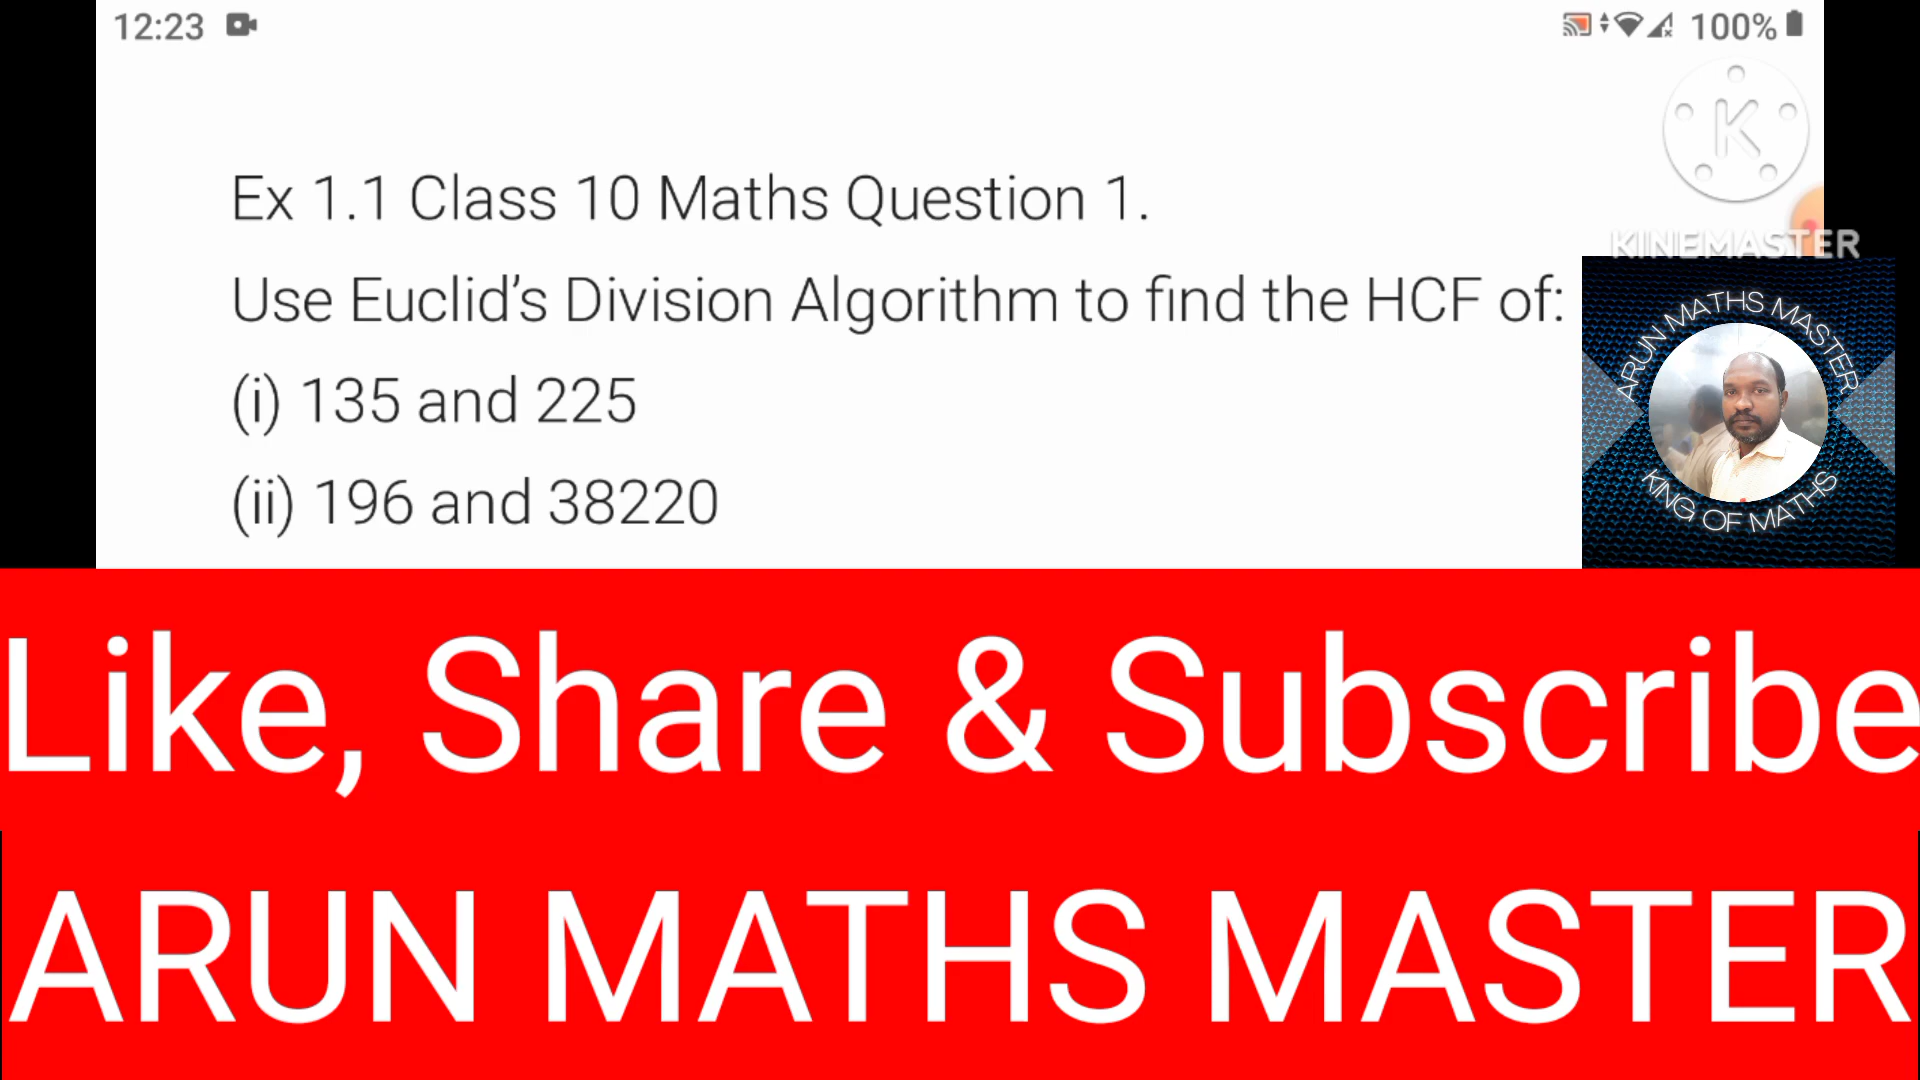 12:23 100%
KINEMASTER
Ex 1.1 Class 10 Maths Question 1.
Use Euclid’s Division Algorithm to find the HCF of:
(i) 135 and 225
(ii) 196 and 38220
ARUN MATHS MASTER
KING OF MATHS
Like, Share & Subscribe
ARUN MATHS MASTER